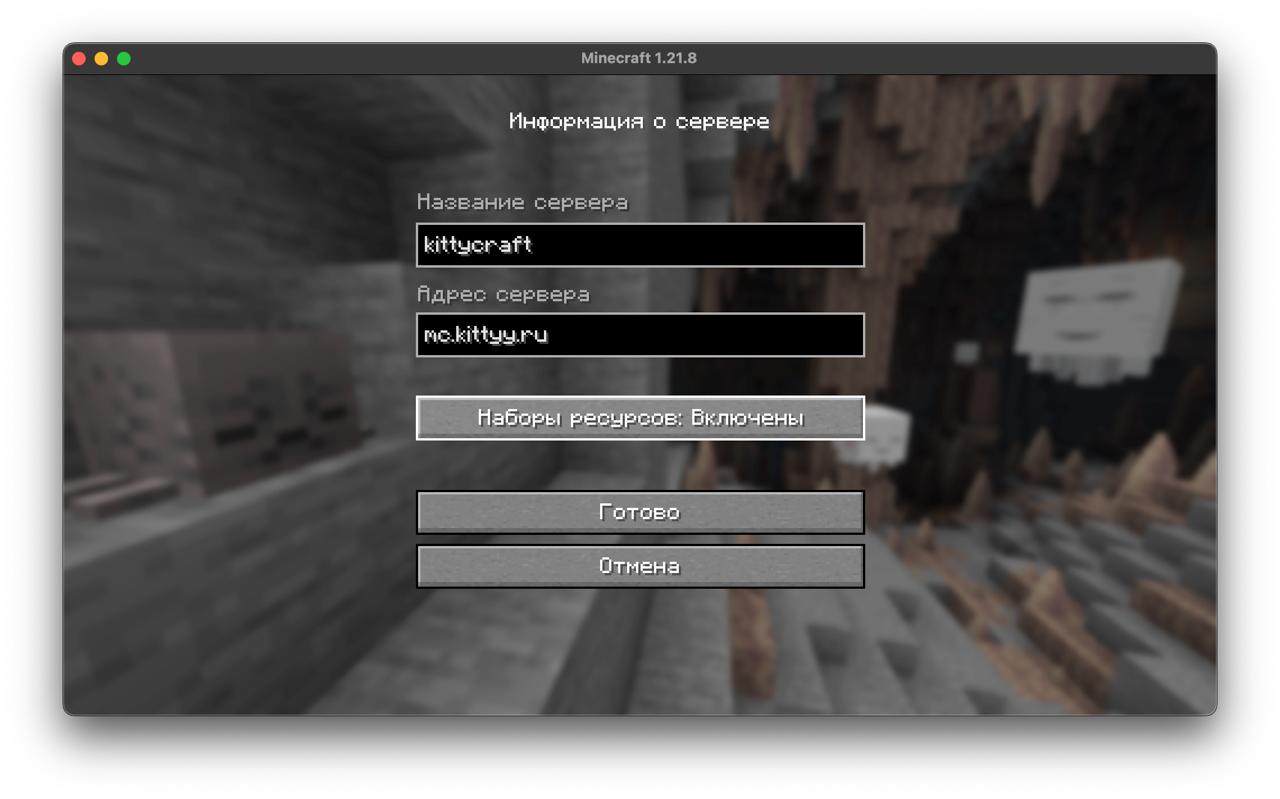 Minecraft 1.21.8
Информация о сервере
Название сервера
kittycraft
Адрес сервера
mc.kittyy.ru
Наборы ресурсов: Включены
Готово
Отмена